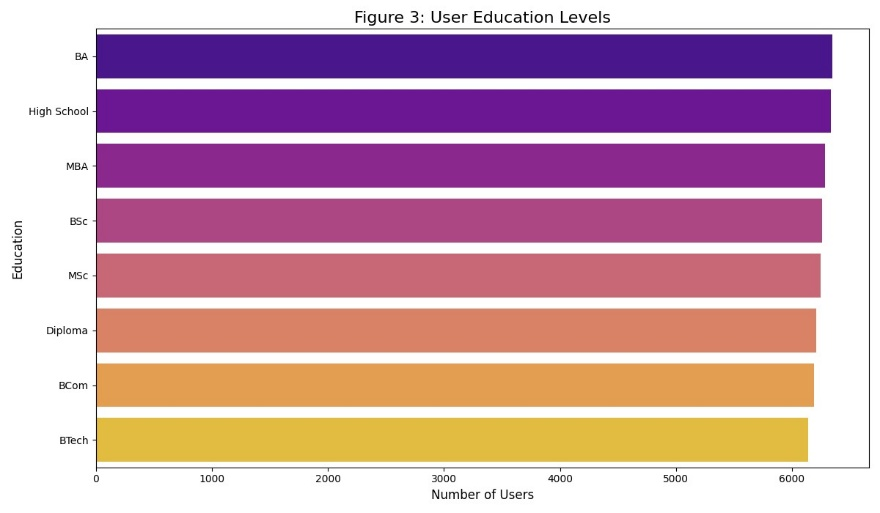 Figure 3: User Education Levels
BA
High School
MBA
BSc
MSc
Diploma
BCom
BTech
Education
0 1000 2000 3000 4000 5000 6000
Number of Users